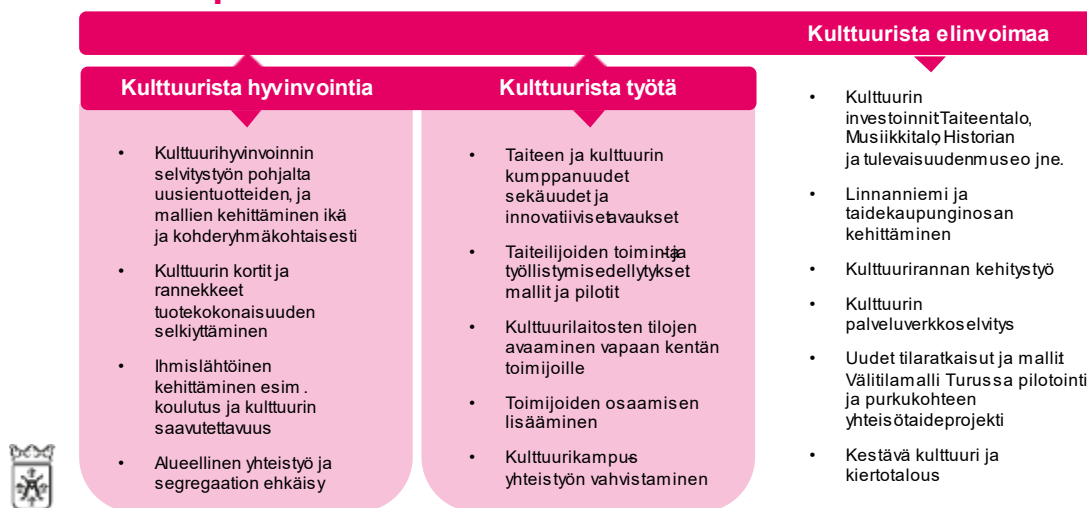 Kulttuurista hyvinvointia
Kulttuurihyvinvoinnin
selvitystyön pohjalta
uusientuotteiden, ja
mallien kehittäminen ikä
ja kohderyhmäkohtaisesti
Kulttuurin kortit ja
rannekkeet
tuotekokonaisuuden
selkiyttäminen
Ihmislähtöinen
kehittäminen esim .
koulutus ja kulttuurin
saavutettavuus
Alueellinen yhteistyö ja
segregaation ehkäisy
Kulttuurista työtä
Taiteen ja kulttuurin
kumppanuudet
sekäuudet ja
innovatiivisetavaukset
Taiteilijoiden toiminta-ja
työllistymisedellytykset
mallit ja pilotit
Kulttuurilaitosten tilojen
avaaminen vapaan kentän
toimijoille
Toimijoiden osaamisen
lisääminen
Kulttuurikampus-
yhteistyön vahvistaminen
Kulttuurista elinvoimaa
Kulttuurin
investoinnit:Taiteentalo,
Musiikkitalo, Historian
ja tulevaisuudenmuseo jne.
Linnanniemi ja
taidekaupunginosan
kehittäminen
Kulttuurirannan kehitystyö
Kulttuurin
palveluverkkoselvitys
Uudet tilaratkaisut ja mallit:
Välitilamalli Turussa pilotointi
ja purkukohteen
yhteisötaideprojekti
Kestävä kulttuuri ja
kiertotalous